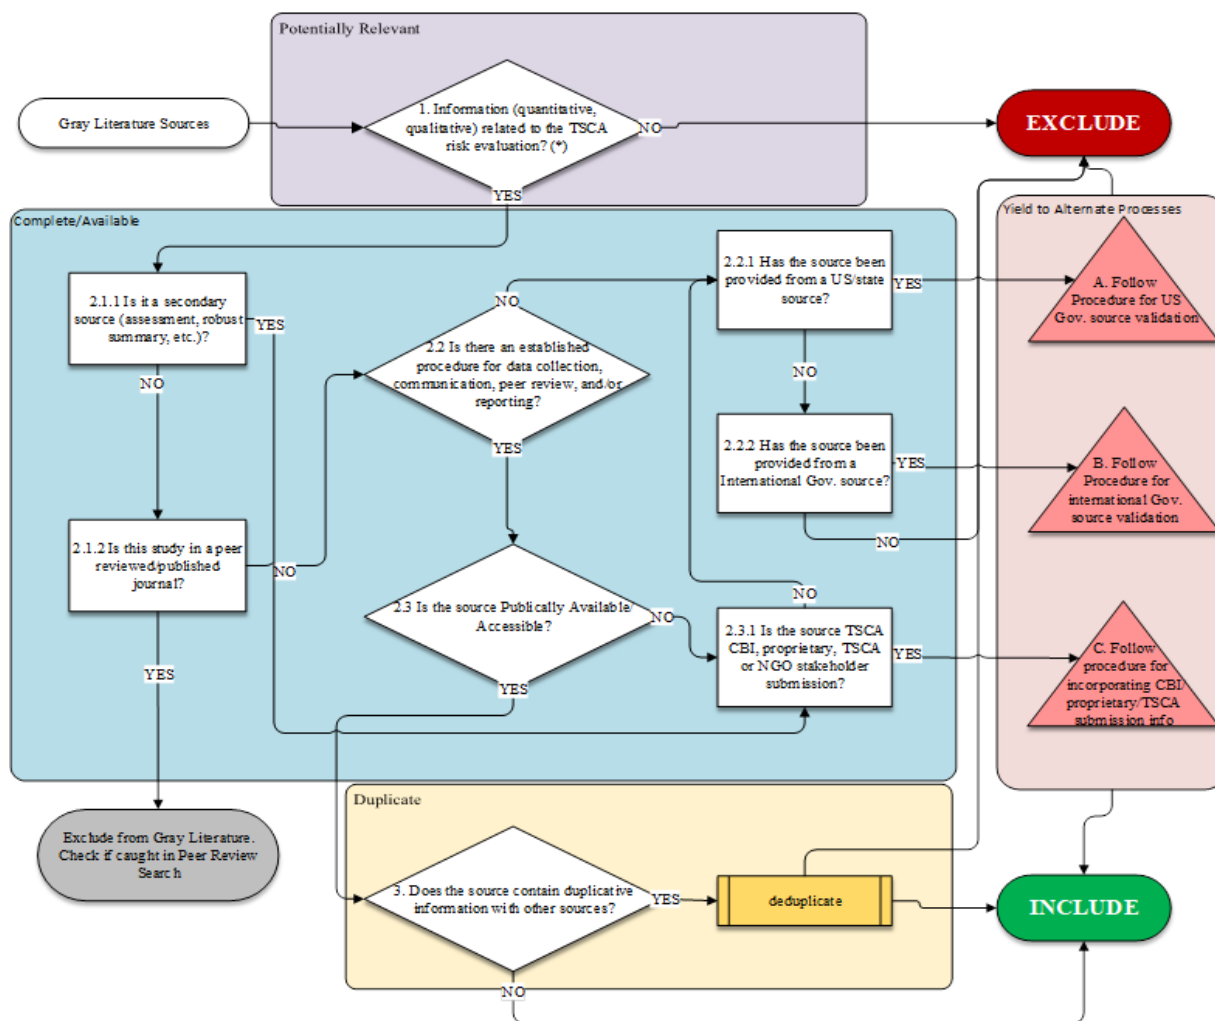 Potentially Relevant
Gray Literature Sources
1. Information (quantitative,
qualitative) related to the TSCA
risk evaluation? (*)
NO
EXCLUDE
YES
Complete/Available
Yield to Alternate Processes
2.1.1 Is it a secondary
source (assessment, robust
summary, etc.)?
YES
NO
2.2 Is there an established
procedure for data collection,
communication, peer review, and/or
reporting?
NO
YES
2.2.1 Has the source been
provided from a US/state
source?
YES
NO
A. Follow
Procedure for US
Gov. source validation
2.2.2 Has the source been
provided from a
International Gov. source?
YES
NO
B. Follow
Procedure for
international Gov.
source validation
2.1.2 Is this study in a peer
reviewed/published
journal?
NO
YES
2.3 Is the source Publically Available/
Accessible?
NO
YES
NO
2.3.1 Is the source TSCA
CBI, proprietary, TSCA
or NGO stakeholder
submission?
YES
C. Follow
procedure for
incorporating CBI/
proprietary/TSCA
submission info
Exclude from Gray Literature.
Check if caught in Peer Review
Search
Duplicate
3. Does the source contain duplicative
information with other sources?
YES
deduplicate
INCLUDE
NO